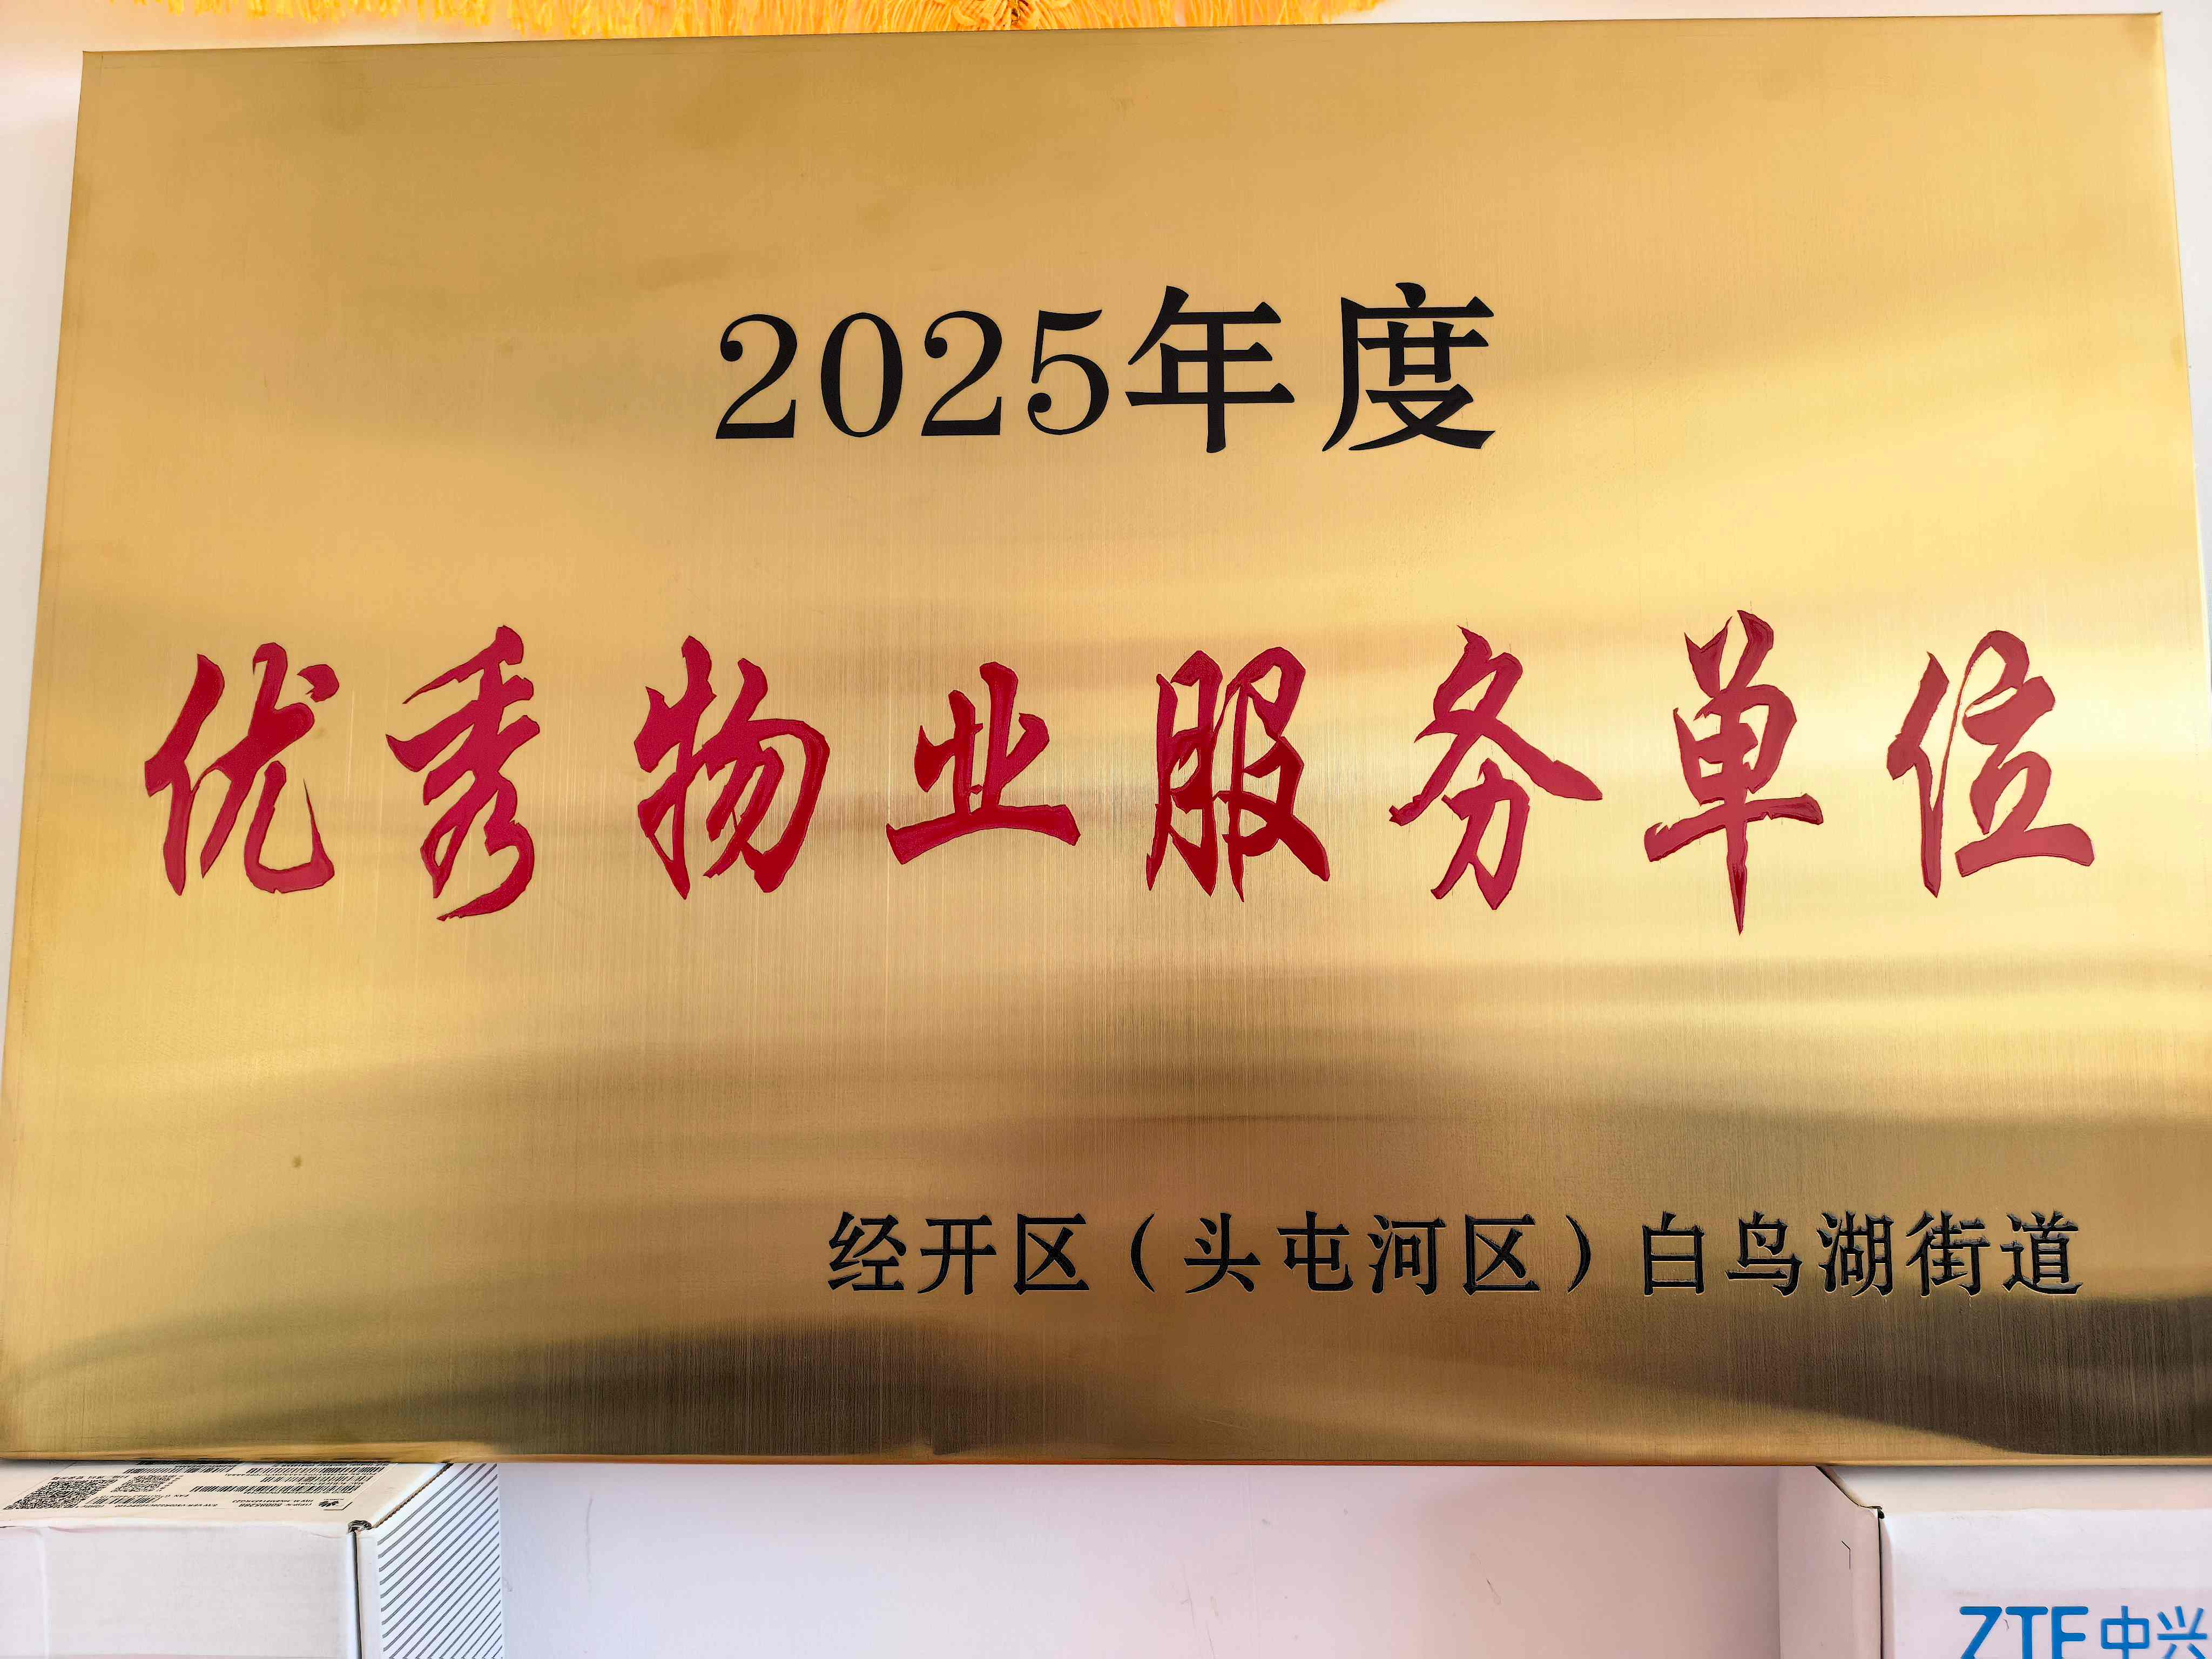 2025年度
优秀物业服务单位
经开区（头屯河区）白鸟湖街道
ZTE中兴